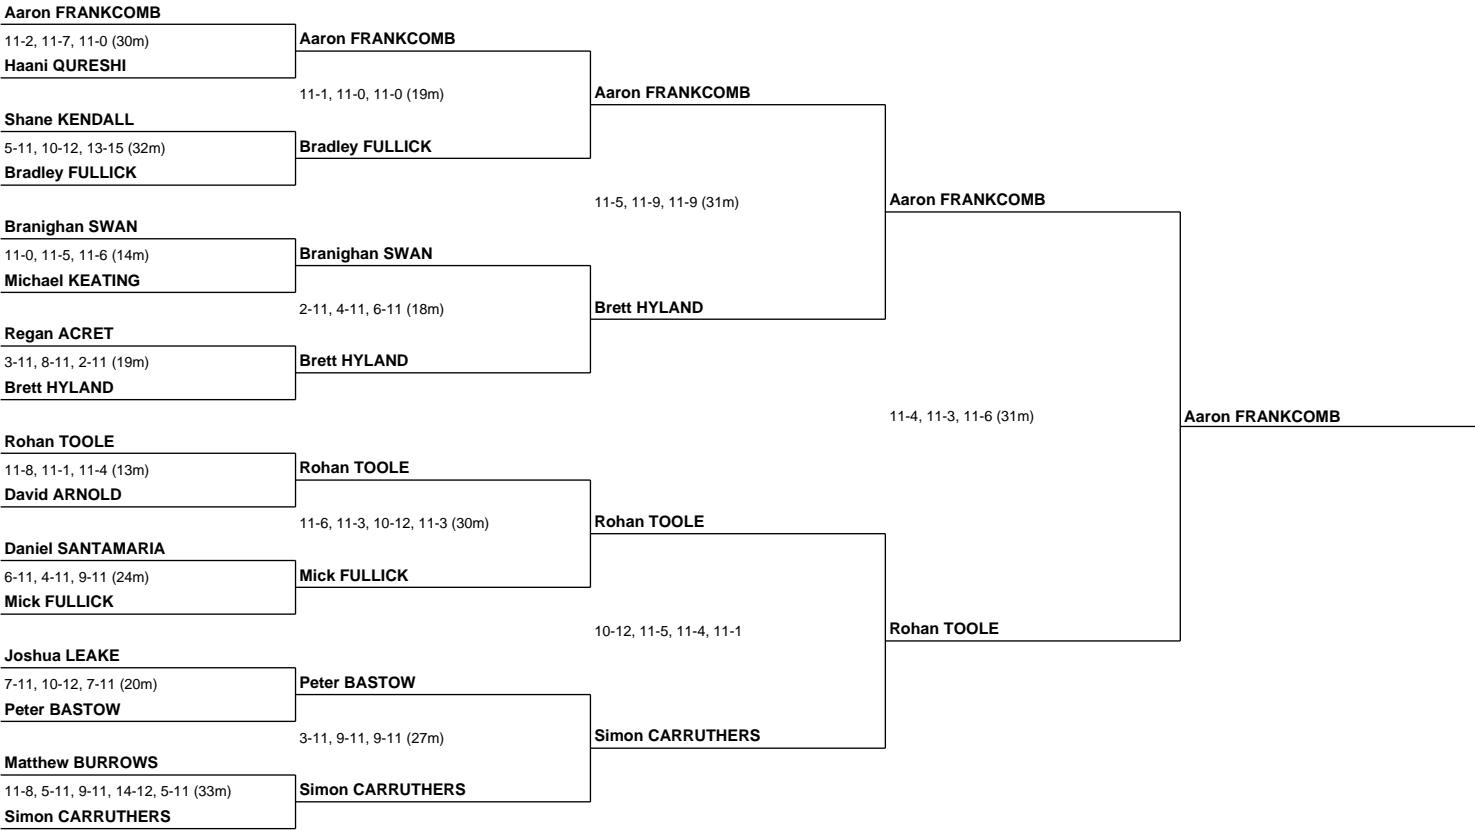 Aaron FRANKCOMB
11-2, 11-7, 11-0 (30m)
Haani QURESHI
Shane KENDALL
5-11, 10-12, 13-15 (32m)
Bradley FULLICK
Branighan SWAN
11-0, 11-5, 11-6 (14m)
Michael KEATING
Regan ACRET
3-11, 8-11, 2-11 (19m)
Brett HYLAND
Rohan TOOLE
11-8, 11-1, 11-4 (13m)
David ARNOLD
Daniel SANTAMARIA
6-11, 4-11, 9-11 (24m)
Mick FULLICK
Joshua LEAKE
7-11, 10-12, 7-11 (20m)
Peter BASTOW
Matthew BURROWS
11-8, 5-11, 9-11, 14-12, 5-11 (33m)
Simon CARRUTHERS
Aaron FRANKCOMB
11-1, 11-0, 11-0 (19m)
Bradley FULLICK
Branighan SWAN
2-11, 4-11, 6-11 (18m)
Brett HYLAND
Rohan TOOLE
11-6, 11-3, 10-12, 11-3 (30m)
Mick FULLICK
Peter BASTOW
3-11, 9-11, 9-11 (27m)
Simon CARRUTHERS
Aaron FRANKCOMB
11-5, 11-9, 11-9 (31m)
Brett HYLAND
Rohan TOOLE
10-12, 11-5, 11-4, 11-1
Simon CARRUTHERS
Aaron FRANKCOMB
11-4, 11-3, 11-6 (31m)
Rohan TOOLE
Aaron FRANKCOMB